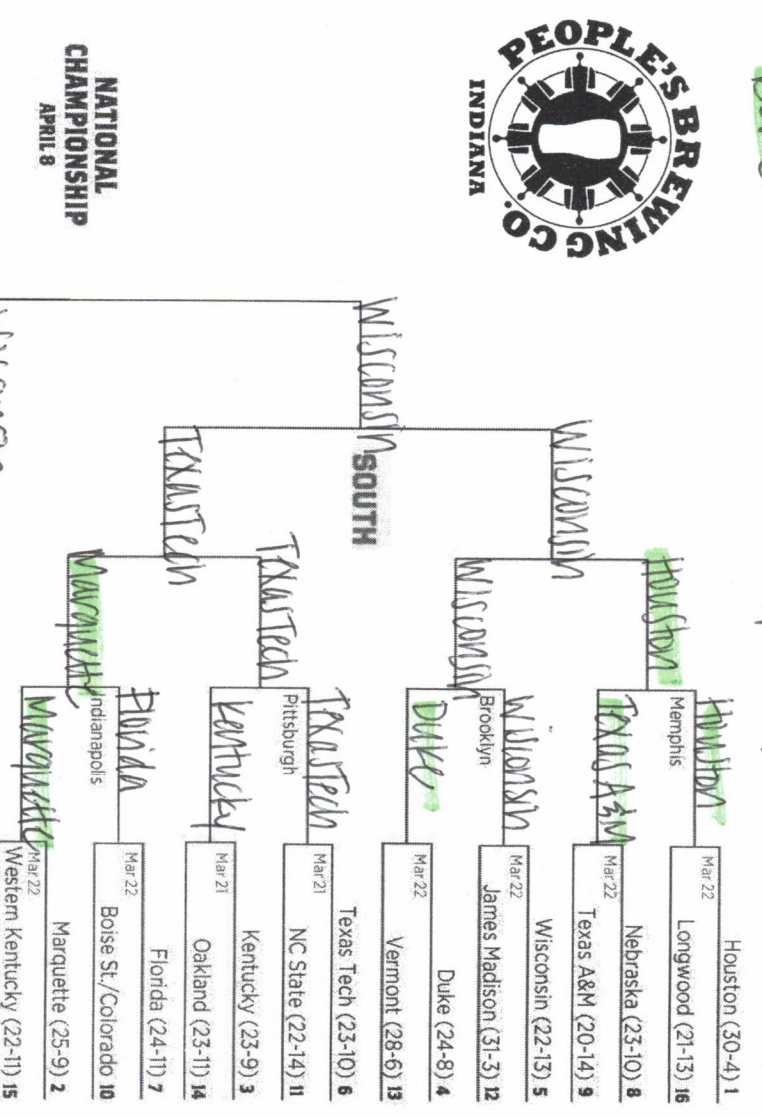 PEOPLE'S BREWING CO.
INDIANA
NATIONAL
CHAMPIONSHIP
APRIL 8
SOUTH
Wisconsin
Wisconsin
Texas Tech
Houston
Wisconsin
Texas Tech
Marquette
Houston
Memphis
Texas A&M
Wisconsin
Brooklyn
Duke
Texas Tech
Pittsburgh
Kentucky
Florida
Indianapolis
Marquette
Houston (30-4) 1
Mar 22
Longwood (21-13) 16
Nebraska (23-10) 8
Mar 22
Texas A&M (20-14) 9
Wisconsin (22-13) 5
Mar 22
James Madison (31-3) 12
Duke (24-8) 4
Mar 22
Vermont (28-6) 13
Texas Tech (23-10) 6
Mar 21
NC State (22-14) 11
Kentucky (23-9) 3
Mar 21
Oakland (23-11) 14
Florida (24-11) 7
Mar 22
Boise St./Colorado 10
Marquette (25-9) 2
Mar 22
Western Kentucky (22-11) 15